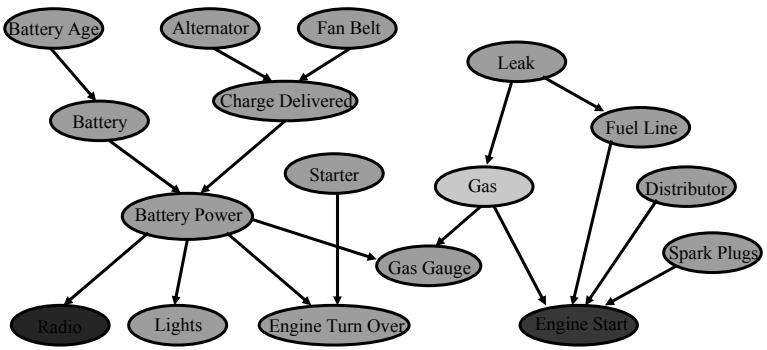 Battery Age
Alternator
Fan Belt
Leak
Charge Delivered
Battery
Fuel Line
Starter
Gas
Distributor
Battery Power
Spark Plugs
Gas Gauge
Radio
Lights
Engine Turn Over
Engine Start